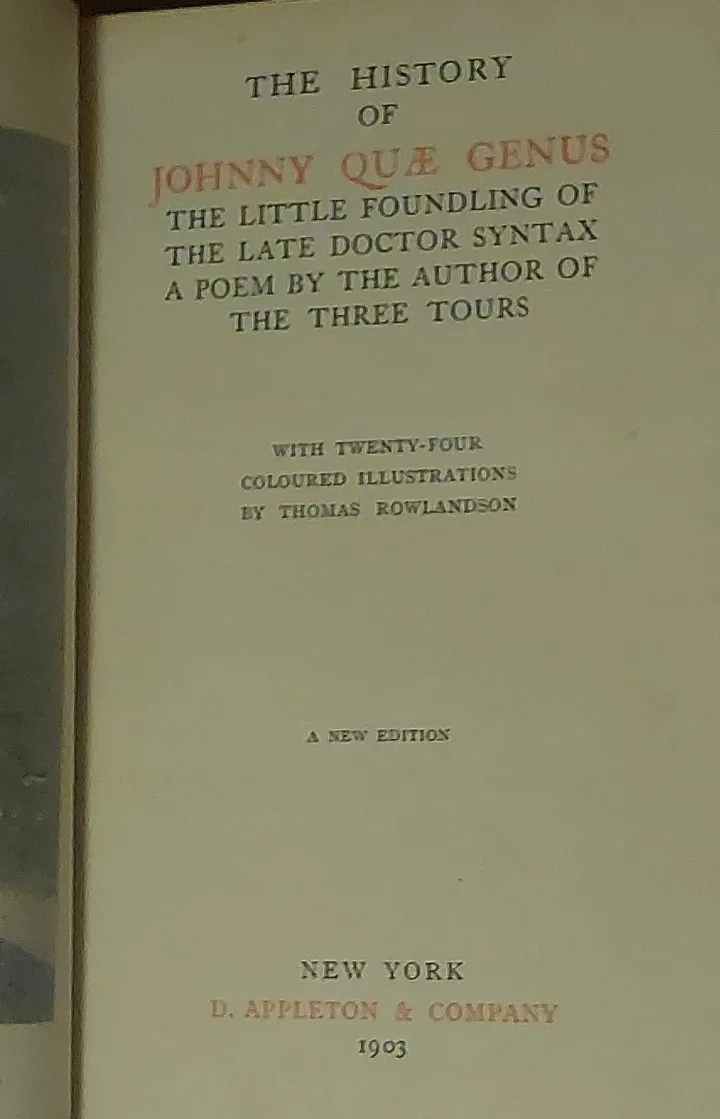 THE HISTORY
OF
JOHNNY QUÆ GENUS
THE LITTLE FOUNDLING OF
THE LATE DOCTOR SYNTAX
A POEM BY THE AUTHOR OF
THE THREE TOURS
WITH TWENTY-FOUR
COLOURED ILLUSTRATIONS
BY THOMAS ROWLANDSON
A NEW EDITION
NEW YORK
D. APPLETON & COMPANY
1903